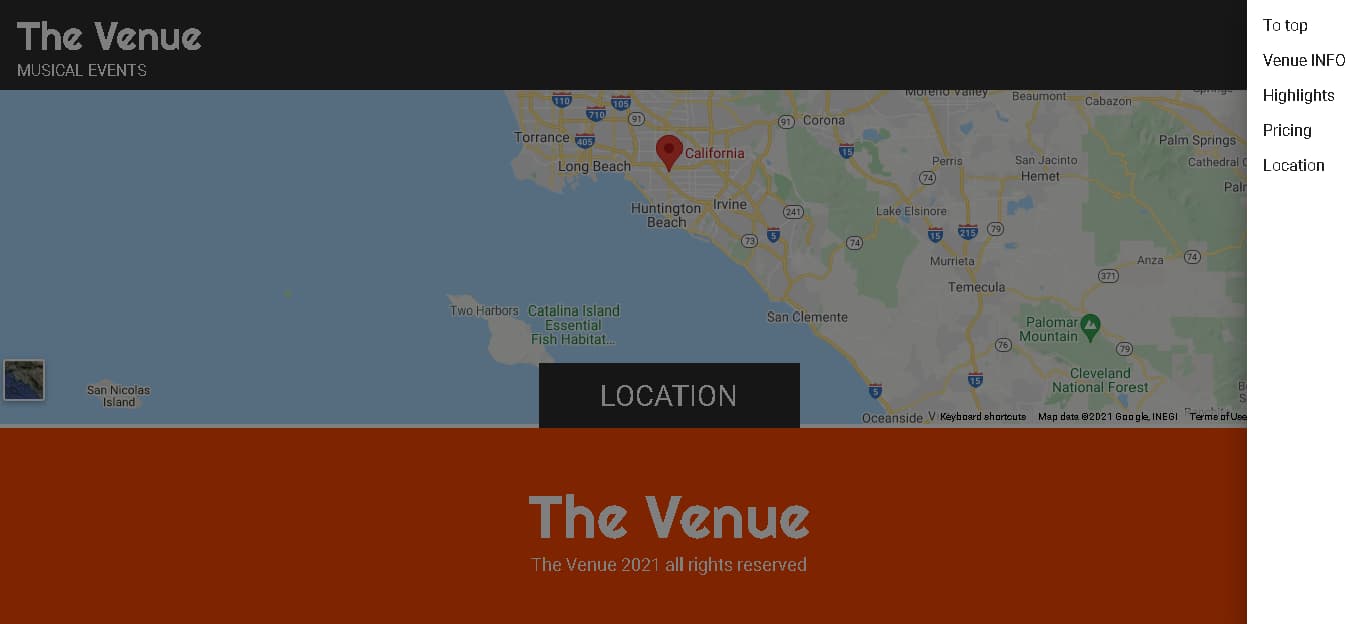 The Venue
MUSICAL EVENTS
To top
Venue INFO
Highlights
Pricing
Location
110
105
710
91
405
Torrance
Long Beach
California
Huntington
Beach
Irvine
241
73
5
74
91
Corona
15
Moreno Valley
Beaumont
Cabazon
Palm Springs
Perris
San Jacinto
Hemet
74
Lake Elsinore
15
215
79
Murrieta
Temecula
Anza
74
371
San Clemente
Two Harbors
Catalina Island
Essential
Fish Habitat...
Palomar
Mountain
76
79
15
5
Cleveland
National Forest
San Nicolas
Island
Oceanside
Keyboard shortcuts
Map data ©2021 Google, INEGI
Terms of Use
LOCATION
The Venue
The Venue 2021 all rights reserved